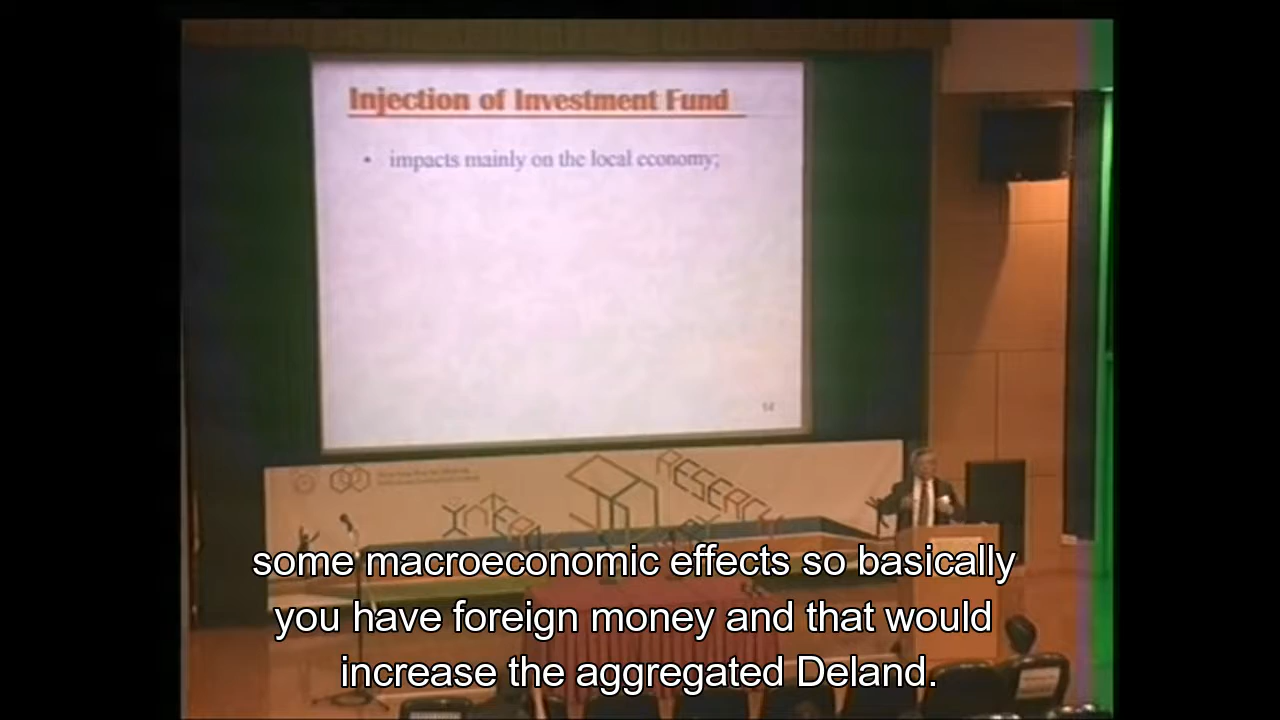 Injection of Investment Fund
• impacts mainly on the local economy;
RESEARCH
some macroeconomic effects so basically
you have foreign money and that would
increase the aggregated Deland.